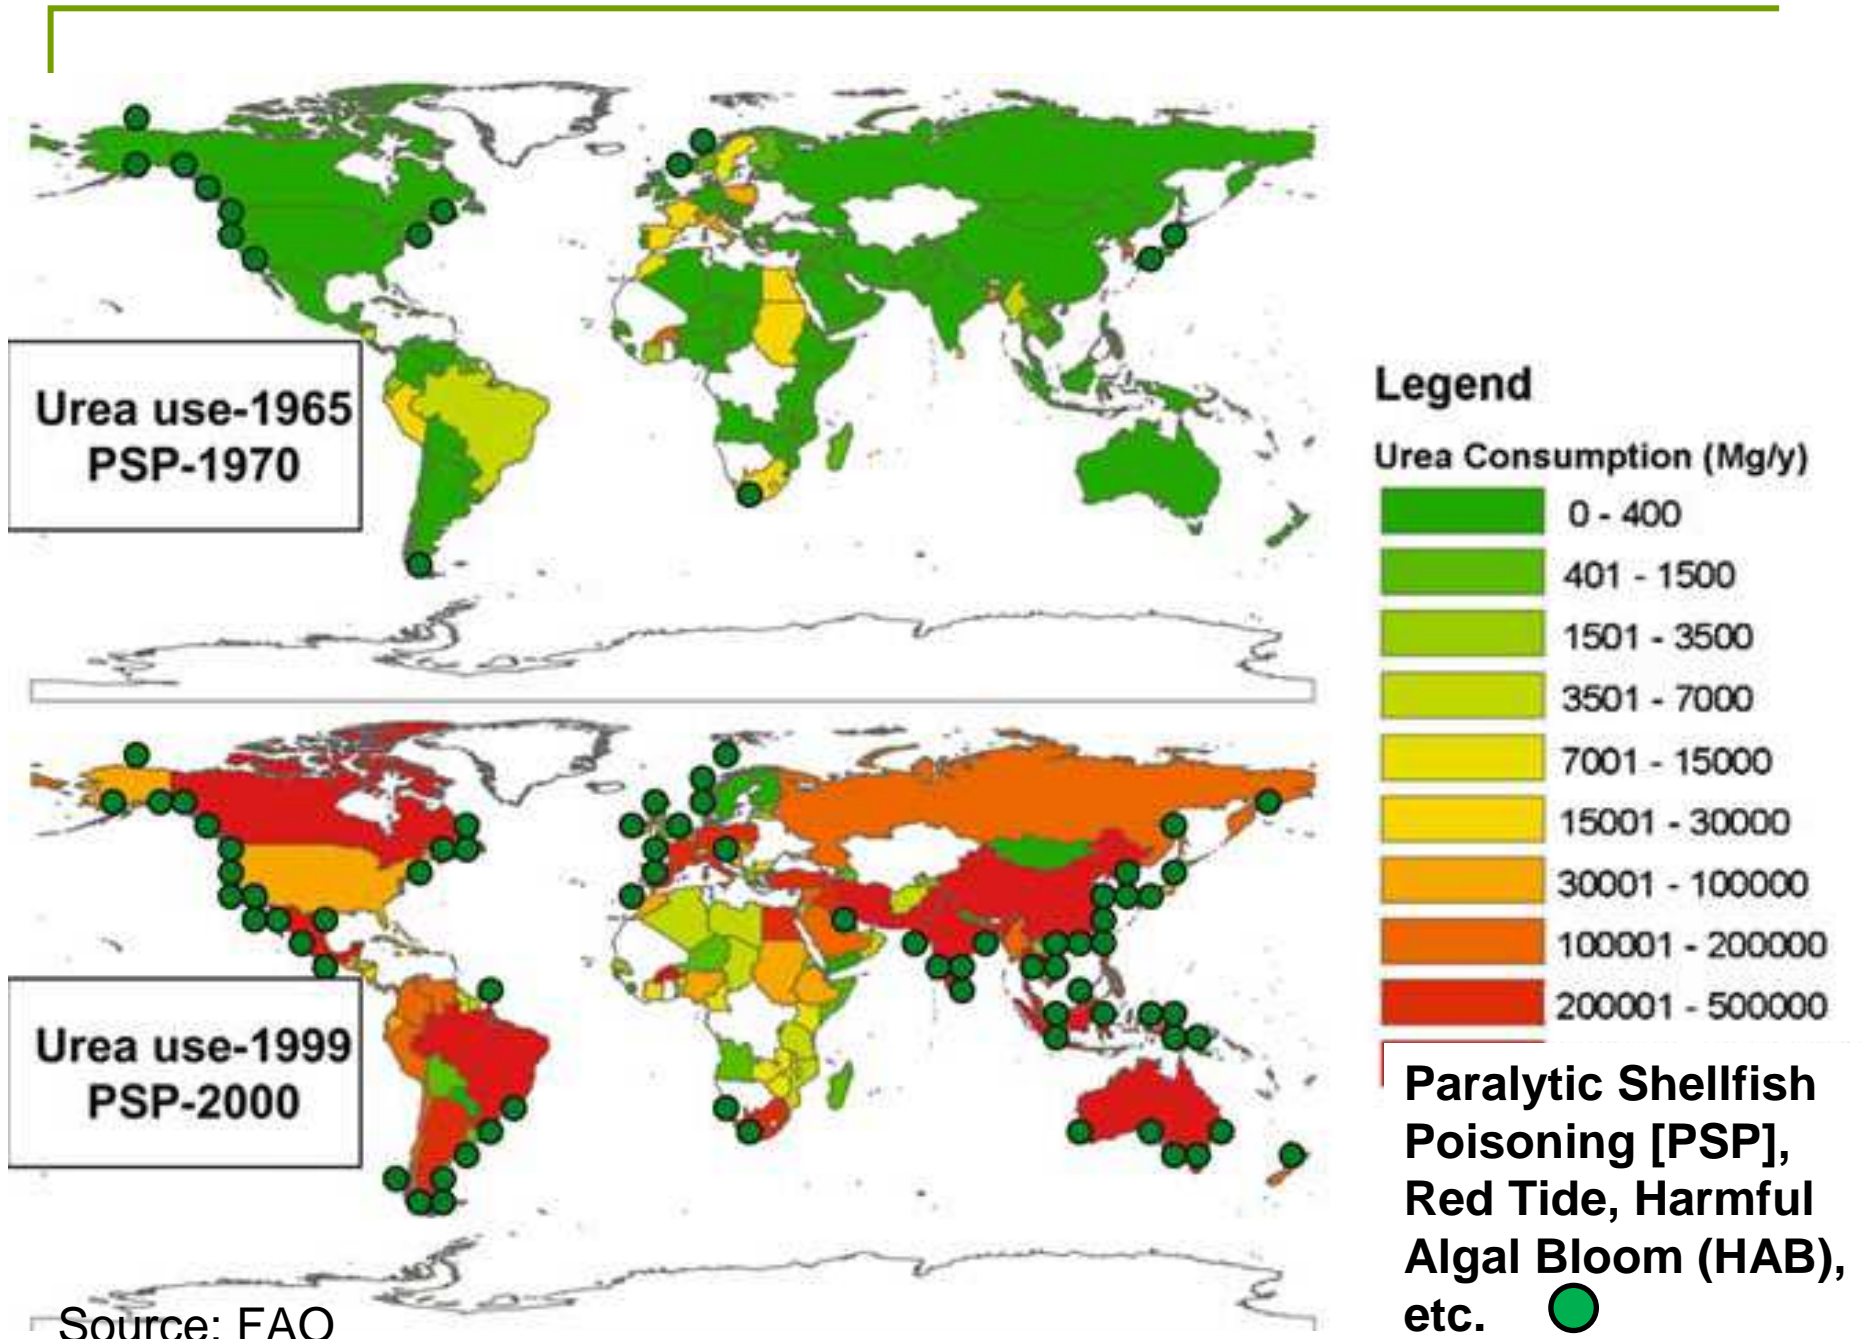 Urea use-1965
PSP-1970
Legend
Urea Consumption (Mg/y)
0 - 400
401 - 1500
1501 - 3500
3501 - 7000
7001 - 15000
15001 - 30000
30001 - 100000
100001 - 200000
200001 - 500000
Urea use-1999
PSP-2000
Paralytic Shellfish
Poisoning [PSP],
Red Tide, Harmful
Algal Bloom (HAB),
etc.
Source: FAO